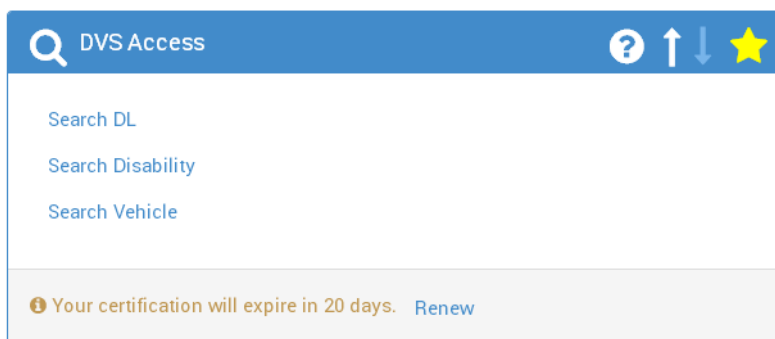 DVS Access
Search DL
Search Disability
Search Vehicle
Your certification will expire in 20 days. Renew